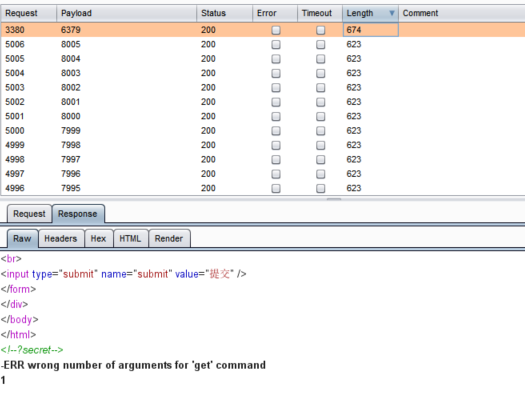 Request Payload Status Error Timeout Length Comment
3380 6379 200 674
5006 8005 200 623
5005 8004 200 623
5004 8003 200 623
5003 8002 200 623
5002 8001 200 623
5001 8000 200 623
5000 7999 200 623
4999 7998 200 623
4998 7997 200 623
4997 7996 200 623
4996 7995 200 623
Request Response
Raw Headers Hex HTML Render
<br>
<input type="submit" name="submit" value="提交" />
</form>
</div>
</body>
</html>
<!--?secret-->
-ERR wrong number of arguments for 'get' command
1